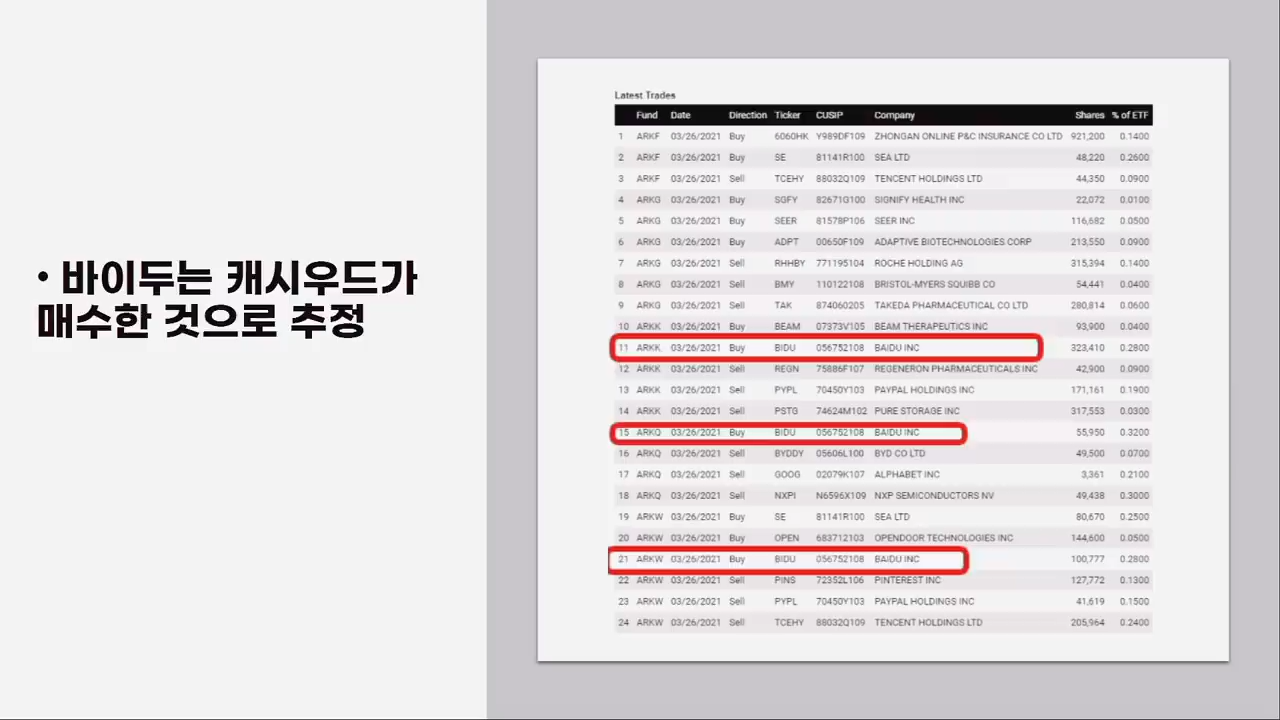 • 바이두는 캐시우드가
매수한 것으로 추정
Latest Trades
Fund Date Direction Ticker CUSIP Company Shares % of ETF
1 ARKF 03/26/2021 Buy 6060HK Y989DF109 ZHONGAN ONLINE P&C INSURANCE CO LTD 921,200 0.1400
2 ARKF 03/26/2021 Buy SE 81141R100 SEA LTD 48,220 0.2600
3 ARKF 03/26/2021 Sell TCEHY 88032Q109 TENCENT HOLDINGS LTD 44,350 0.0900
4 ARKG 03/26/2021 Buy SGFY 82671G100 SIGNIFY HEALTH INC 22,072 0.0100
5 ARKG 03/26/2021 Buy SEER 81578P106 SEER INC 116,682 0.0500
6 ARKG 03/26/2021 Buy ADPT 00650F109 ADAPTIVE BIOTECHNOLOGIES CORP 213,550 0.0900
7 ARKG 03/26/2021 Sell RHHBY 771195104 ROCHE HOLDING AG 315,394 0.1400
8 ARKG 03/26/2021 Sell BMY 110122108 BRISTOL-MYERS SQUIBB CO 54,441 0.0400
9 ARKG 03/26/2021 Sell TAK 874060205 TAKEDA PHARMACEUTICAL CO LTD 280,814 0.0600
10 ARKK 03/26/2021 Buy BEAM 07373V105 BEAM THERAPEUTICS INC 93,900 0.0400
11 ARKK 03/26/2021 Buy BIDU 056752108 BAIDU INC 323,410 0.2800
12 ARKK 03/26/2021 Sell REGN 75886F107 REGENERON PHARMACEUTICALS INC 42,900 0.0900
13 ARKK 03/26/2021 Sell PYPL 70450Y103 PAYPAL HOLDINGS INC 171,161 0.1900
14 ARKK 03/26/2021 Sell PSTG 74624M102 PURE STORAGE INC 317,553 0.0300
15 ARKQ 03/26/2021 Buy BIDU 056752108 BAIDU INC 55,950 0.3200
16 ARKQ 03/26/2021 Sell BYDDY 05606L100 BYD CO LTD 49,500 0.0700
17 ARKQ 03/26/2021 Sell GOOG 02079K107 ALPHABET INC 3,361 0.2100
18 ARKQ 03/26/2021 Sell NXPI N6596X109 NXP SEMICONDUCTORS NV 49,438 0.3000
19 ARKW 03/26/2021 Buy SE 81141R100 SEA LTD 80,670 0.2500
20 ARKW 03/26/2021 Buy OPEN 683712103 OPENDOOR TECHNOLOGIES INC 144,600 0.0500
21 ARKW 03/26/2021 Buy BIDU 056752108 BAIDU INC 100,777 0.2800
22 ARKW 03/26/2021 Sell PINS 72352L106 PINTEREST INC 127,772 0.1300
23 ARKW 03/26/2021 Sell PYPL 70450Y103 PAYPAL HOLDINGS INC 41,619 0.1500
24 ARKW 03/26/2021 Sell TCEHY 88032Q109 TENCENT HOLDINGS LTD 205,964 0.2400